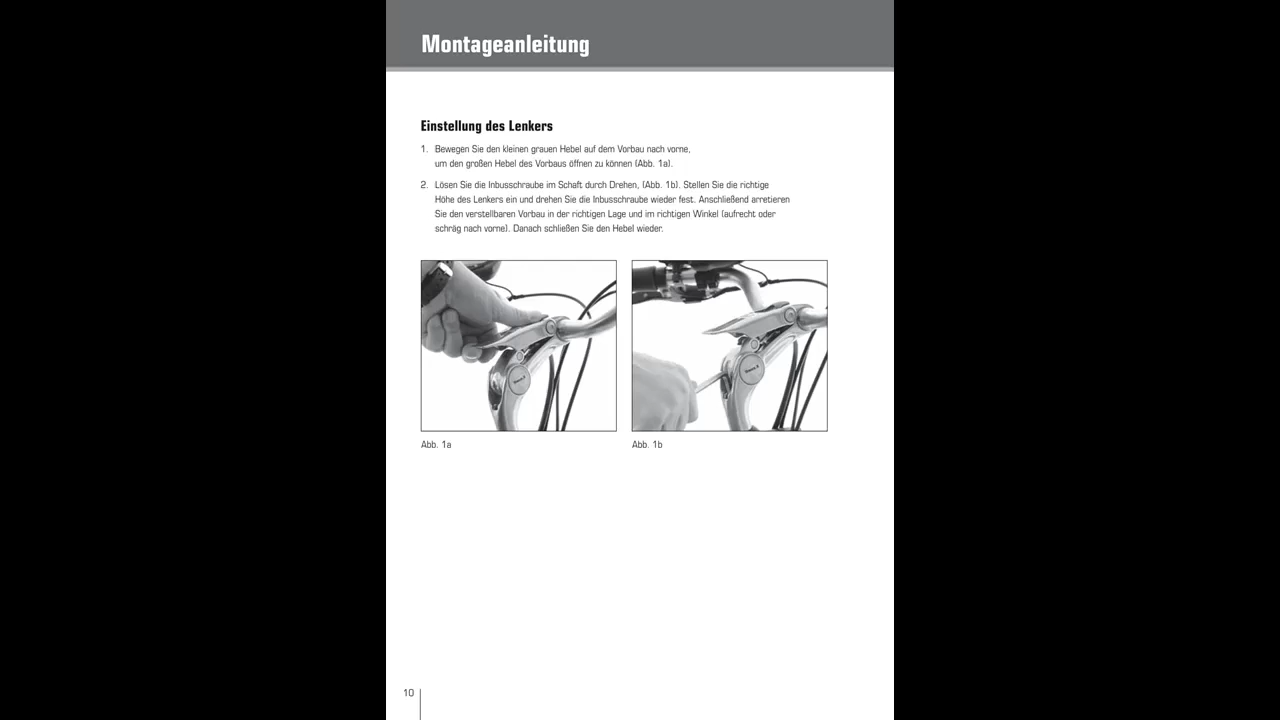 Montageanleitung
Einstellung des Lenkers
1. Bewegen Sie den kleinen grauen Hebel auf dem Vorbau nach vorne,
um den großen Hebel des Vorbaus öffnen zu können (Abb. 1a).
2. Lösen Sie die Inbusschraube im Schaft durch Drehen, (Abb. 1b). Stellen Sie die richtige
Höhe des Lenkers ein und drehen Sie die Inbusschraube wieder fest. Anschließend arretieren
Sie den verstellbaren Vorbau in der richtigen Lage und im richtigen Winkel (aufrecht oder
schräg nach vorne). Danach schließen Sie den Hebel wieder.
Abb. 1a
Abb. 1b
10